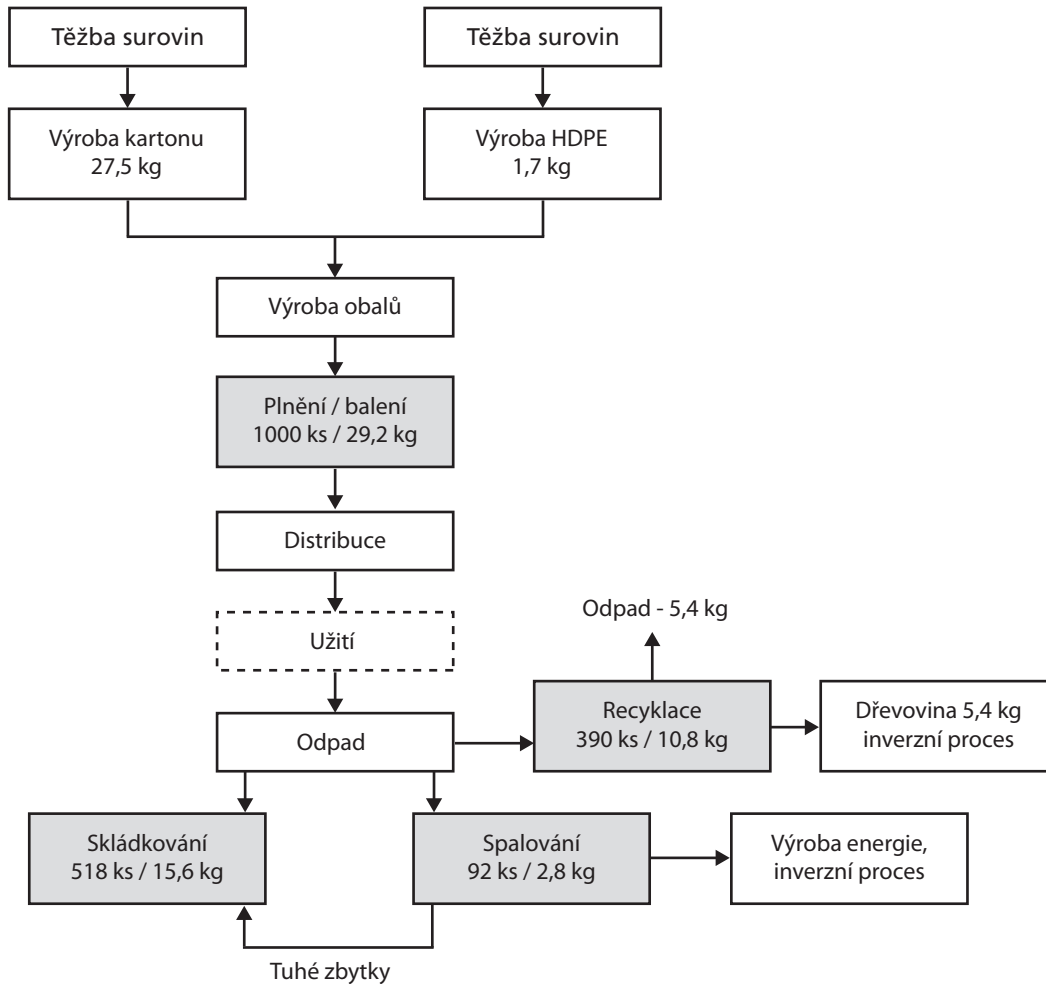 Těžba surovin
Těžba surovin
Výroba kartonu
27,5 kg
Výroba HDPE
1,7 kg
Výroba obalů
Plnění / balení
1000 ks / 29,2 kg
Distribuce
Užití
Odpad - 5,4 kg
Odpad
Recyklace
390 ks / 10,8 kg
Dřevovina 5,4 kg
inverzní proces
Skládkování
518 ks / 15,6 kg
Spalování
92 ks / 2,8 kg
Výroba energie,
inverzní proces
Tuhé zbytky